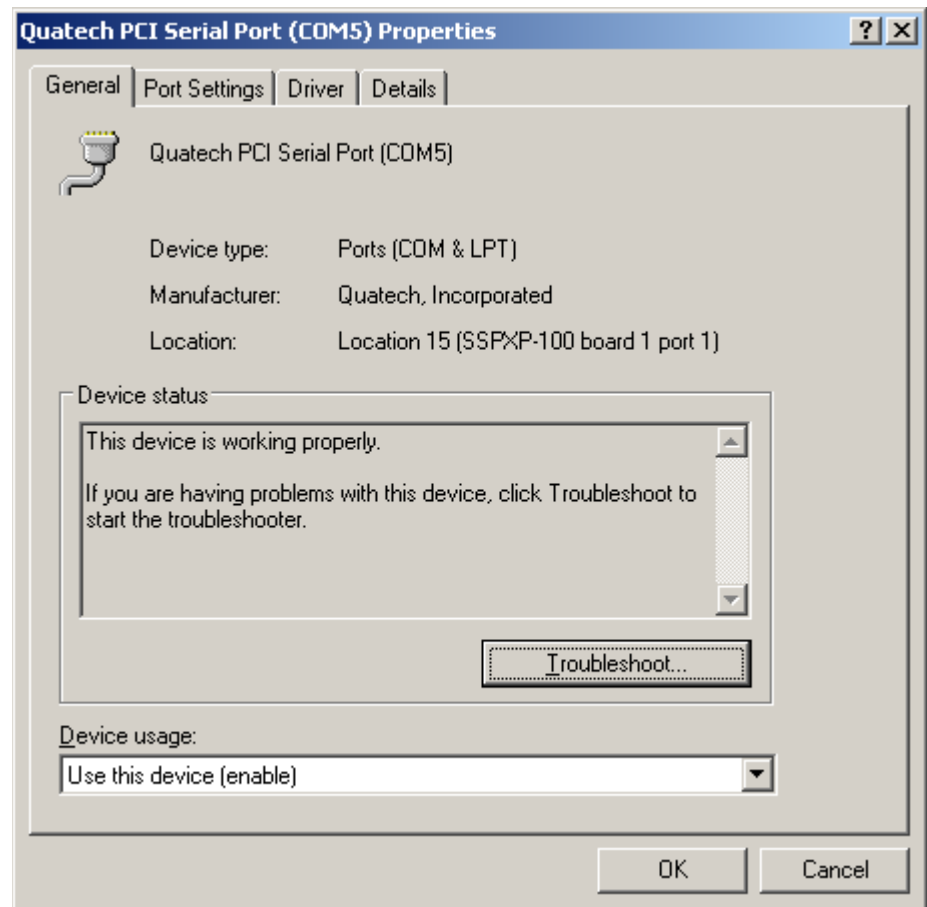 Quatech PCI Serial Port (COM5) Properties
General Port Settings Driver Details
Quatech PCI Serial Port (COM5)
Device type: Ports (COM & LPT)
Manufacturer: Quatech, Incorporated
Location: Location 15 (SSPXP-100 board 1 port 1)
Device status
This device is working properly.
If you are having problems with this device, click Troubleshoot to
start the troubleshooter.
Troubleshoot...
Device usage:
Use this device (enable)
OK Cancel